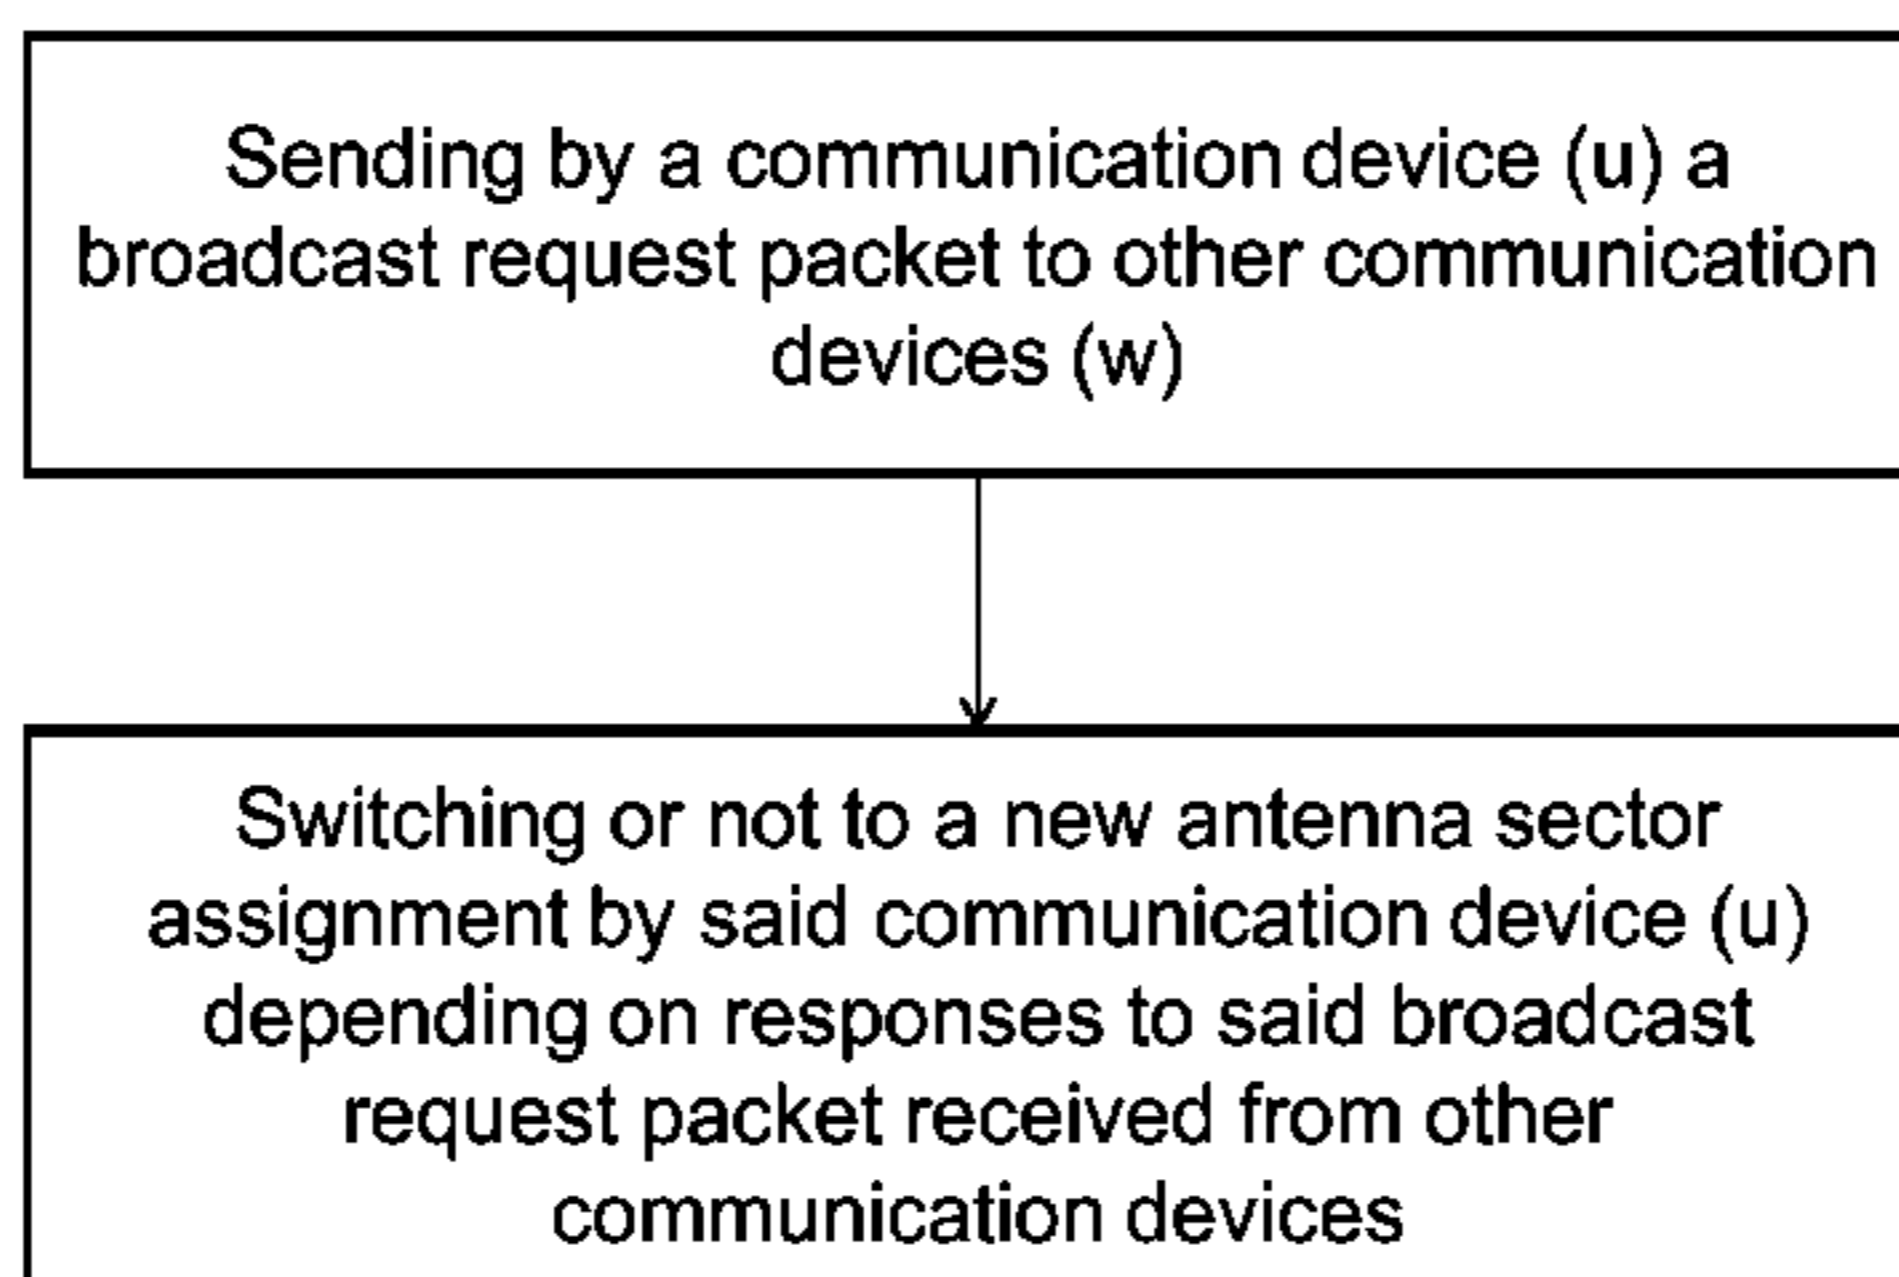 Sending by a communication device (u) a
broadcast request packet to other communication
devices (w)
Switching or not to a new antenna sector
assignment by said communication device (u)
depending on responses to said broadcast
request packet received from other
communication devices